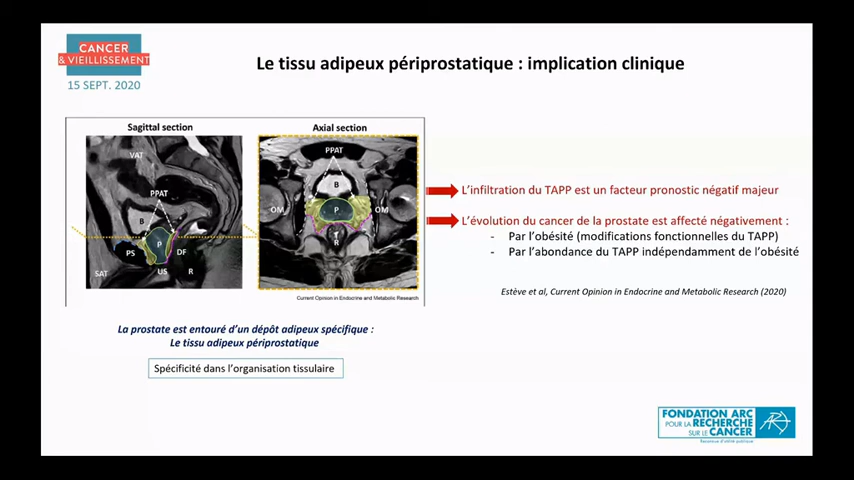 CANCER
& VIEILLISSEMENT
15 SEPT. 2020
Le tissu adipeux périprostatique : implication clinique
Sagittal section
Axial section
VAT
PPAT
B
P
PS
DF
SAT
US
R
PPAT
B
OM
P
OM
R
Current Opinion in Endocrine and Metabolic Research
L'infiltration du TAPP est un facteur pronostic négatif majeur
L'évolution du cancer de la prostate est affecté négativement :
- Par l'obésité (modifications fonctionnelles du TAPP)
- Par l'abondance du TAPP indépendamment de l'obésité
Estève et al, Current Opinion in Endocrine and Metabolic Research (2020)
La prostate est entouré d'un dépôt adipeux spécifique :
Le tissu adipeux périprostatique
Spécificité dans l'organisation tissulaire
FONDATION ARC
POUR LA RECHERCHE
SUR LE CANCER
Reconnue d'utilité publique